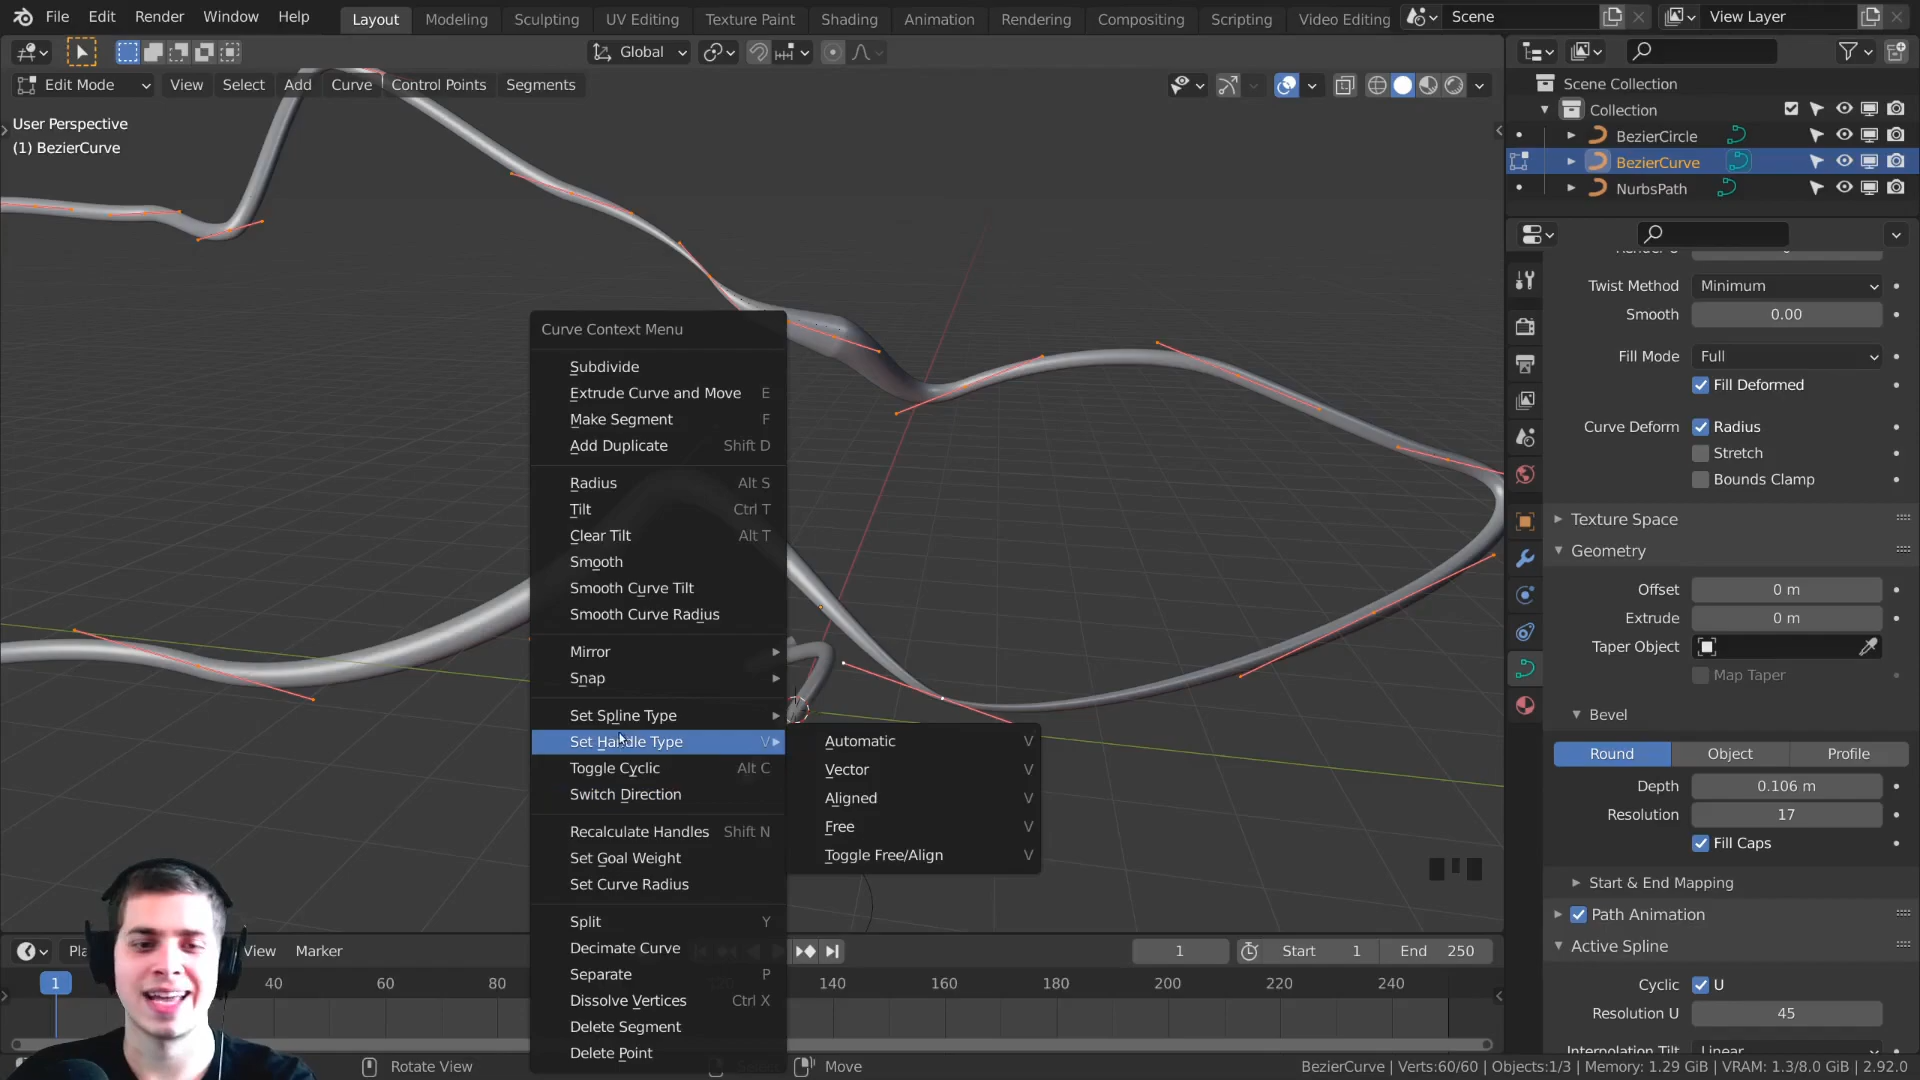 File Edit Render Window Help Layout Modeling Sculpting UV Editing Texture Paint Shading Animation Rendering Compositing Scripting Video Editing Scene View Layer
Global
Edit Mode View Select Add Curve Control Points Segments
User Perspective
(1) BezierCurve
Curve Context Menu
Subdivide
Extrude Curve and Move E
Make Segment F
Add Duplicate Shift D
Radius Alt S
Tilt Ctrl T
Clear Tilt Alt T
Smooth
Smooth Curve Tilt
Smooth Curve Radius
Mirror
Snap
Set Spline Type
Set Handle Type V
Toggle Cyclic Alt C
Switch Direction
Recalculate Handles Shift N
Set Goal Weight
Set Curve Radius
Split Y
Decimate Curve
Separate P
Dissolve Vertices Ctrl X
Delete Segment
Delete Point
Automatic V
Vector V
Aligned V
Free V
Toggle Free/Align V
Scene Collection
Collection
BezierCircle
BezierCurve
NurbsPath
Twist Method Minimum
Smooth 0.00
Fill Mode Full
Fill Deformed
Curve Deform Radius
Stretch
Bounds Clamp
Texture Space
Geometry
Offset 0 m
Extrude 0 m
Taper Object
Map Taper
Bevel
Round Object Profile
Depth 0.106 m
Resolution 17
Fill Caps
Start & End Mapping
Path Animation
Active Spline
Cyclic U
Resolution U 45
Linear
View Marker 1 Start 1 End 250
1 40 60 80 140 160 180 200 220 240
Rotate View Move BezierCurve | Verts:60/60 | Objects:1/3 | Memory: 1.29 GiB | VRAM: 1.3/8.0 GiB | 2.92.0